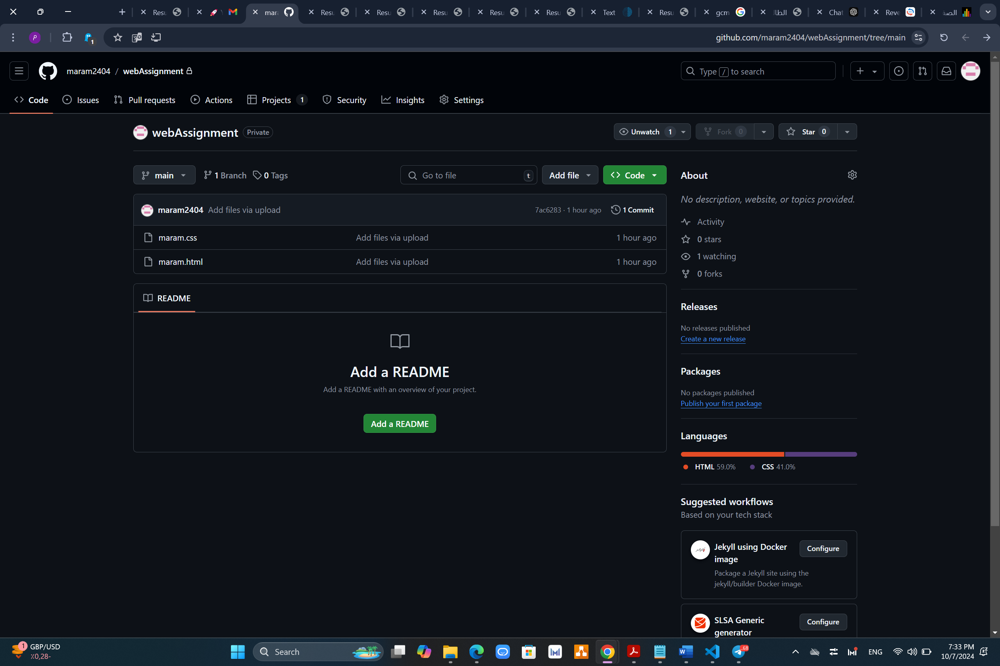 Resu
mara
Resu
Resu
Resu
Resu
Resu
Text
Resu
gcm
الطا
Chat
Reve
الصف
P
1
github.com/maram2404/webAssignment/tree/main
maram2404 / webAssignment
Type / to search
Code
Issues
Pull requests
Actions
Projects 1
Security
Insights
Settings
webAssignment Private
Unwatch 1
Fork 0
Star 0
main
1 Branch
0 Tags
Go to file t
Add file
Code
maram2404 Add files via upload
7ac6283 · 1 hour ago
1 Commit
maram.css Add files via upload 1 hour ago
maram.html Add files via upload 1 hour ago
README
Add a README
Add a README with an overview of your project.
Add a README
About
No description, website, or topics provided.
Activity
0 stars
1 watching
0 forks
Releases
No releases published
Create a new release
Packages
No packages published
Publish your first package
Languages
HTML 59.0%
CSS 41.0%
Suggested workflows
Based on your tech stack
Jekyll using Docker
image
Configure
Package a Jekyll site using the
jekyll/builder Docker image.
SLSA Generic
generator
Configure
1
GBP/USD
٪0,28-
Search
68
ENG
7:33 PM
10/7/2024